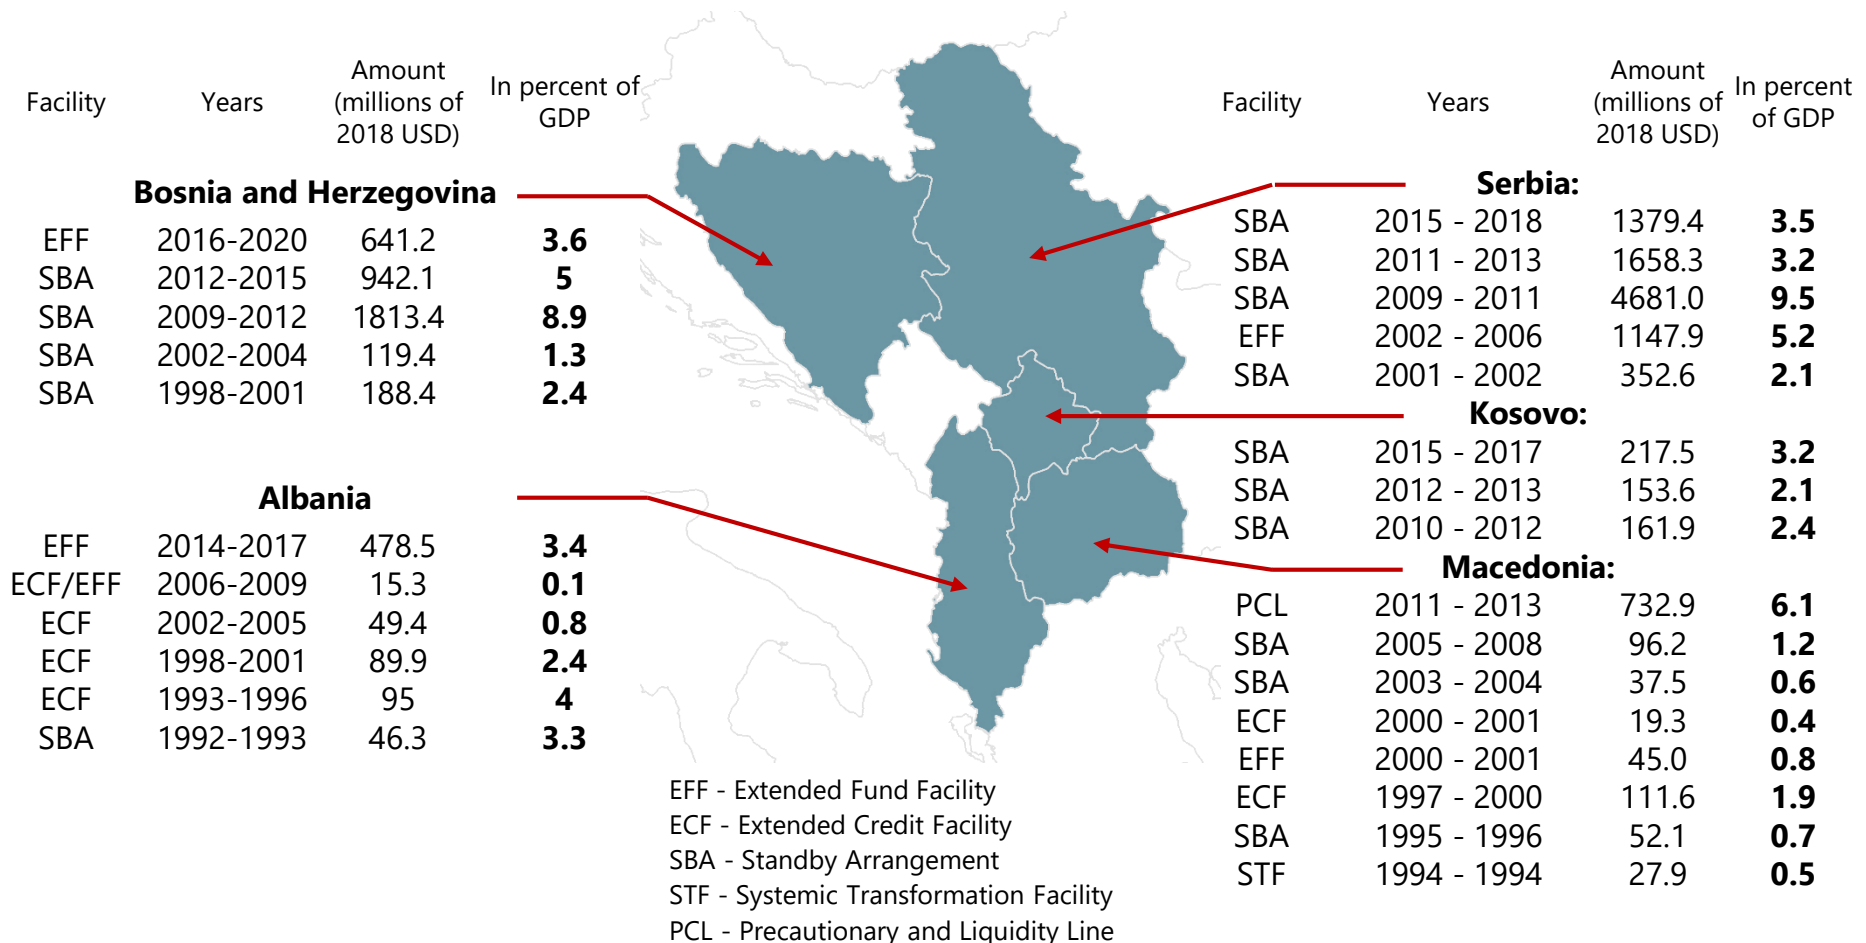 Facility Years Amount (millions of 2018 USD) In percent of GDP
Bosnia and Herzegovina
EFF 2016-2020 641.2 3.6
SBA 2012-2015 942.1 5
SBA 2009-2012 1813.4 8.9
SBA 2002-2004 119.4 1.3
SBA 1998-2001 188.4 2.4
Albania
EFF 2014-2017 478.5 3.4
ECF/EFF 2006-2009 15.3 0.1
ECF 2002-2005 49.4 0.8
ECF 1998-2001 89.9 2.4
ECF 1993-1996 95 4
SBA 1992-1993 46.3 3.3
Facility Years Amount (millions of 2018 USD) In percent of GDP
Serbia:
SBA 2015 - 2018 1379.4 3.5
SBA 2011 - 2013 1658.3 3.2
SBA 2009 - 2011 4681.0 9.5
EFF 2002 - 2006 1147.9 5.2
SBA 2001 - 2002 352.6 2.1
Kosovo:
SBA 2015 - 2017 217.5 3.2
SBA 2012 - 2013 153.6 2.1
SBA 2010 - 2012 161.9 2.4
Macedonia:
PCL 2011 - 2013 732.9 6.1
SBA 2005 - 2008 96.2 1.2
SBA 2003 - 2004 37.5 0.6
ECF 2000 - 2001 19.3 0.4
EFF 2000 - 2001 45.0 0.8
ECF 1997 - 2000 111.6 1.9
SBA 1995 - 1996 52.1 0.7
STF 1994 - 1994 27.9 0.5
EFF - Extended Fund Facility
ECF - Extended Credit Facility
SBA - Standby Arrangement
STF - Systemic Transformation Facility
PCL - Precautionary and Liquidity Line